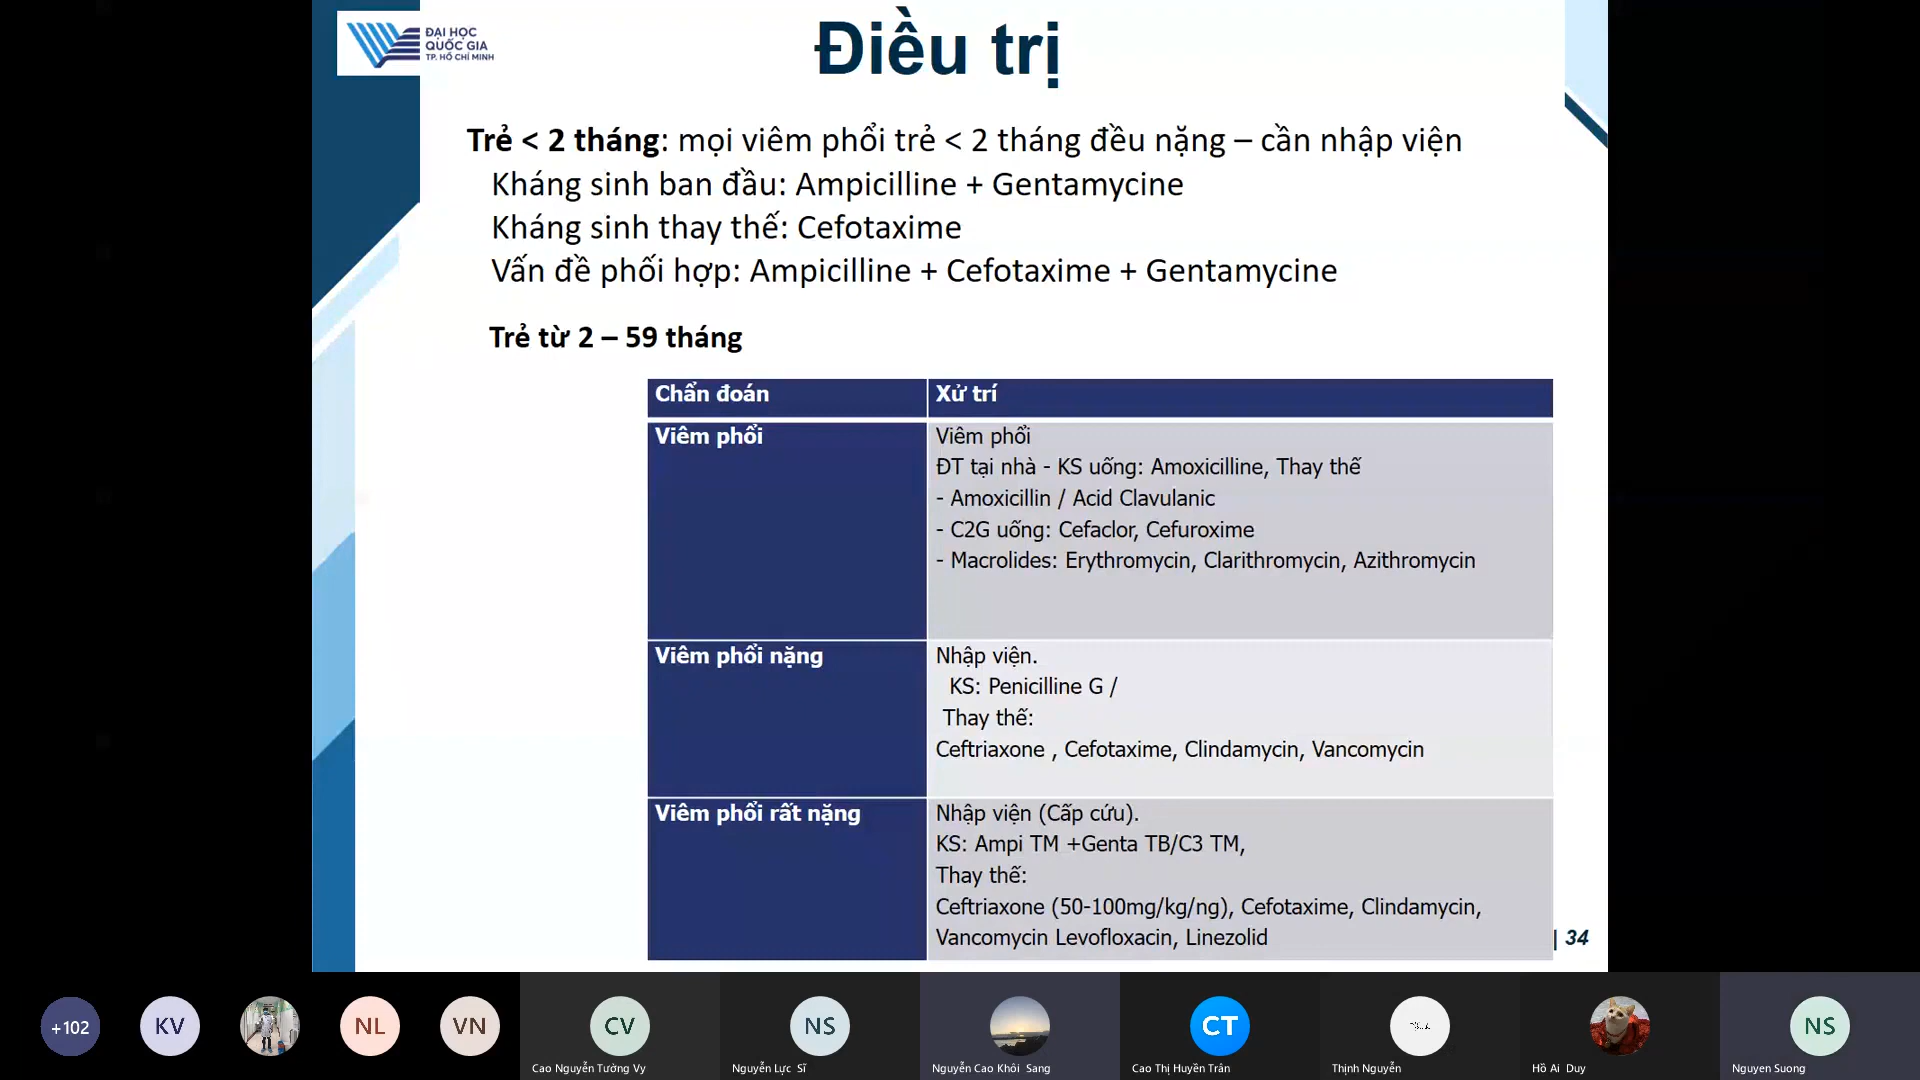 ĐẠI HỌC
QUỐC GIA
TP. HỒ CHÍ MINH
Điều trị
Trẻ < 2 tháng: mọi viêm phổi trẻ < 2 tháng đều nặng – cần nhập viện
Kháng sinh ban đầu: Ampicilline + Gentamycine
Kháng sinh thay thế: Cefotaxime
Vấn đề phối hợp: Ampicilline + Cefotaxime + Gentamycine
Trẻ từ 2 – 59 tháng
Chẩn đoán
Xử trí
Viêm phổi
Viêm phổi
ĐT tại nhà - KS uống: Amoxicilline, Thay thế
- Amoxicillin / Acid Clavulanic
- C2G uống: Cefaclor, Cefuroxime
- Macrolides: Erythromycin, Clarithromycin, Azithromycin
Viêm phổi nặng
Nhập viện.
KS: Penicilline G /
Thay thế:
Ceftriaxone , Cefotaxime, Clindamycin, Vancomycin
Viêm phổi rất nặng
Nhập viện (Cấp cứu).
KS: Ampi TM +Genta TB/C3 TM,
Thay thế:
Ceftriaxone (50-100mg/kg/ng), Cefotaxime, Clindamycin,
Vancomycin Levofloxacin, Linezolid
| 34
+102
KV
NL
VN
CV
NS
CT
NS
Cao Nguyễn Tường Vy
Nguyễn Lực Sĩ
Nguyễn Cao Khôi Sang
Cao Thị Huyền Trân
Thịnh Nguyễn
Hồ Ái Duy
Nguyen Suong